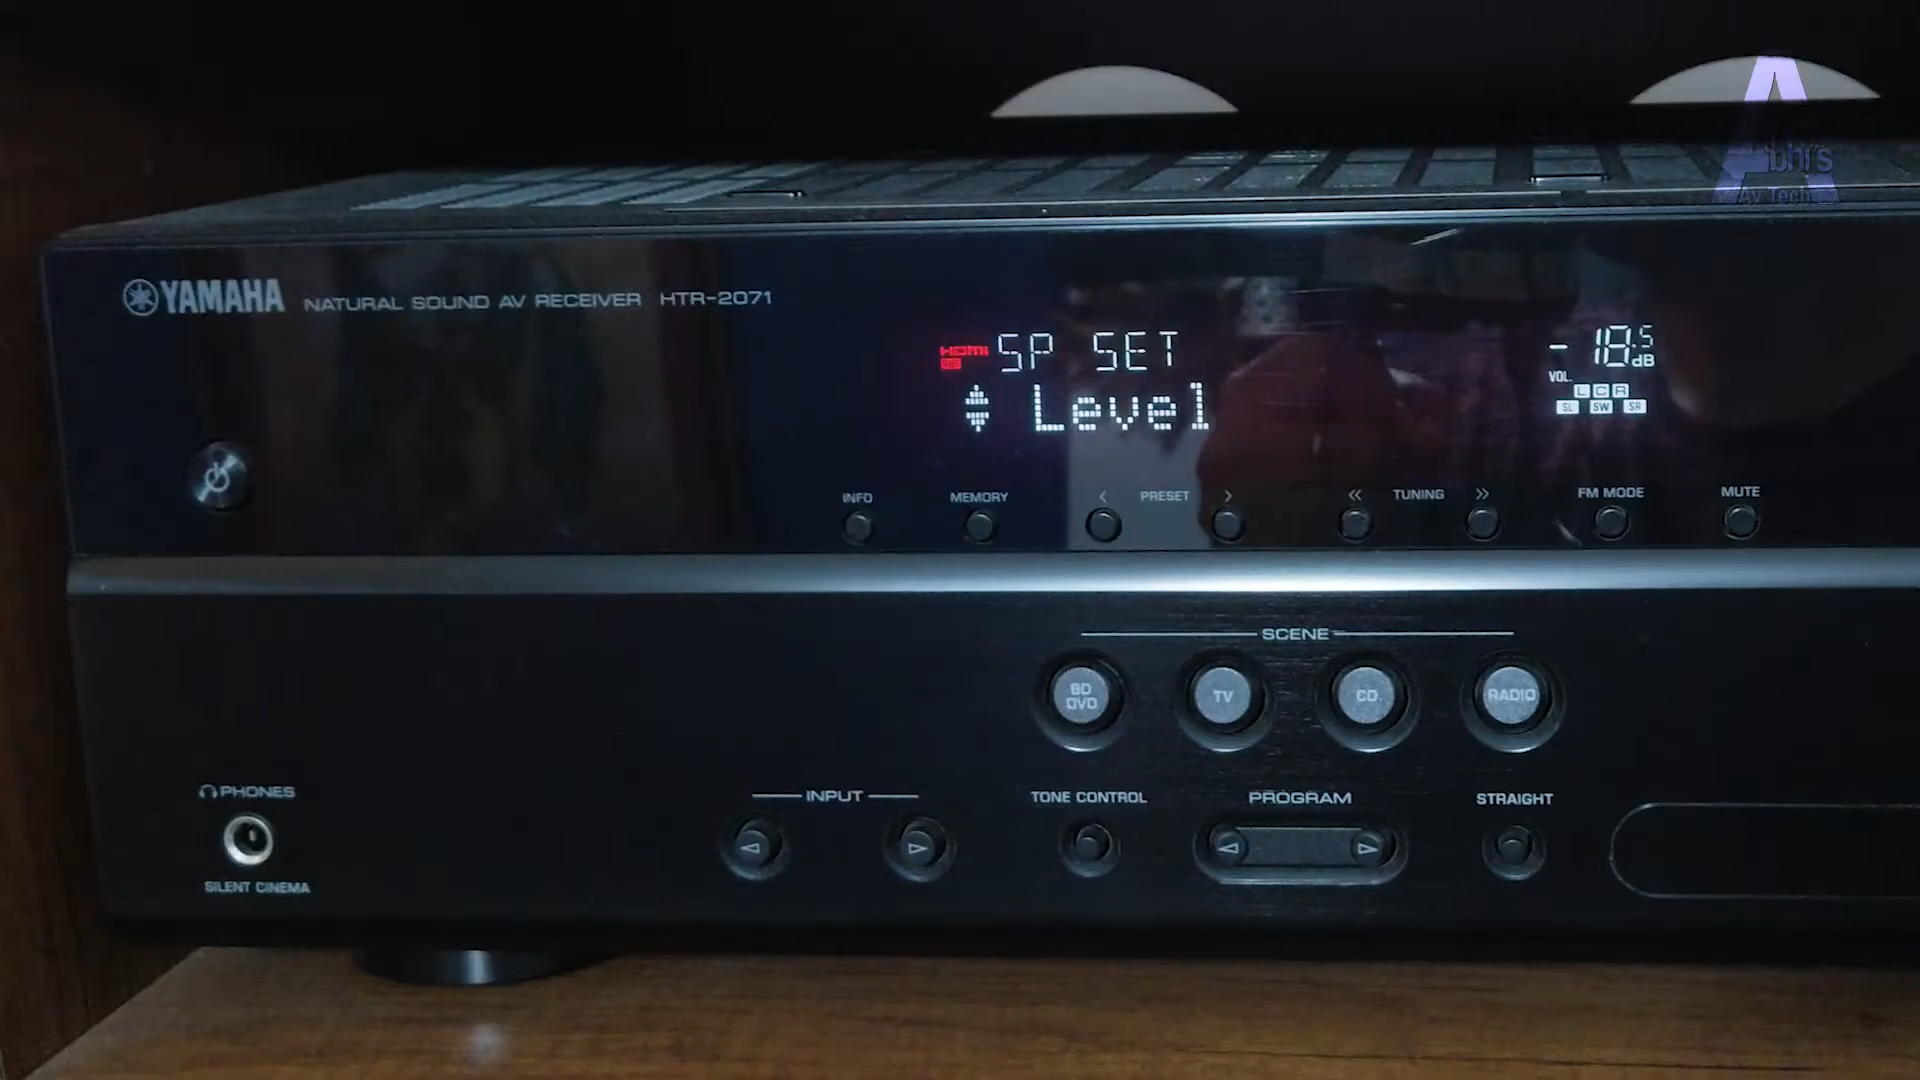 A
bhi's
Av Tech
YAMAHA NATURAL SOUND AV RECEIVER HTR-2071
HDMI
OUT
SP SET
Level
- 18.5 dB
VOL.
L C R
SL SW SR
INFO MEMORY < PRESET > << TUNING >> FM MODE MUTE
SCENE
BD DVD TV CD RADIO
PHONES
INPUT TONE CONTROL PROGRAM STRAIGHT
SILENT CINEMA